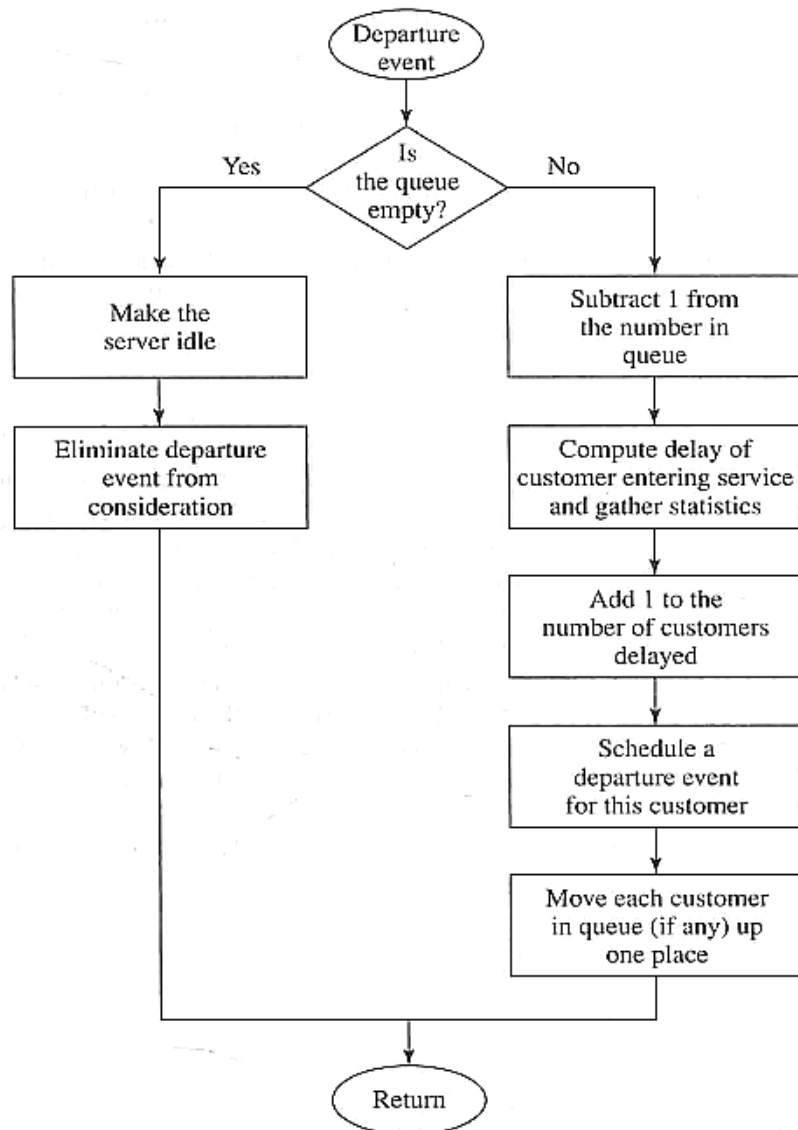 Departure
event
Is
the queue
empty?
Yes
No
Make the
server idle
Eliminate departure
event from
consideration
Subtract 1 from
the number in
queue
Compute delay of
customer entering service
and gather statistics
Add 1 to the
number of customers
delayed
Schedule a
departure event
for this customer
Move each customer
in queue (if any) up
one place
Return